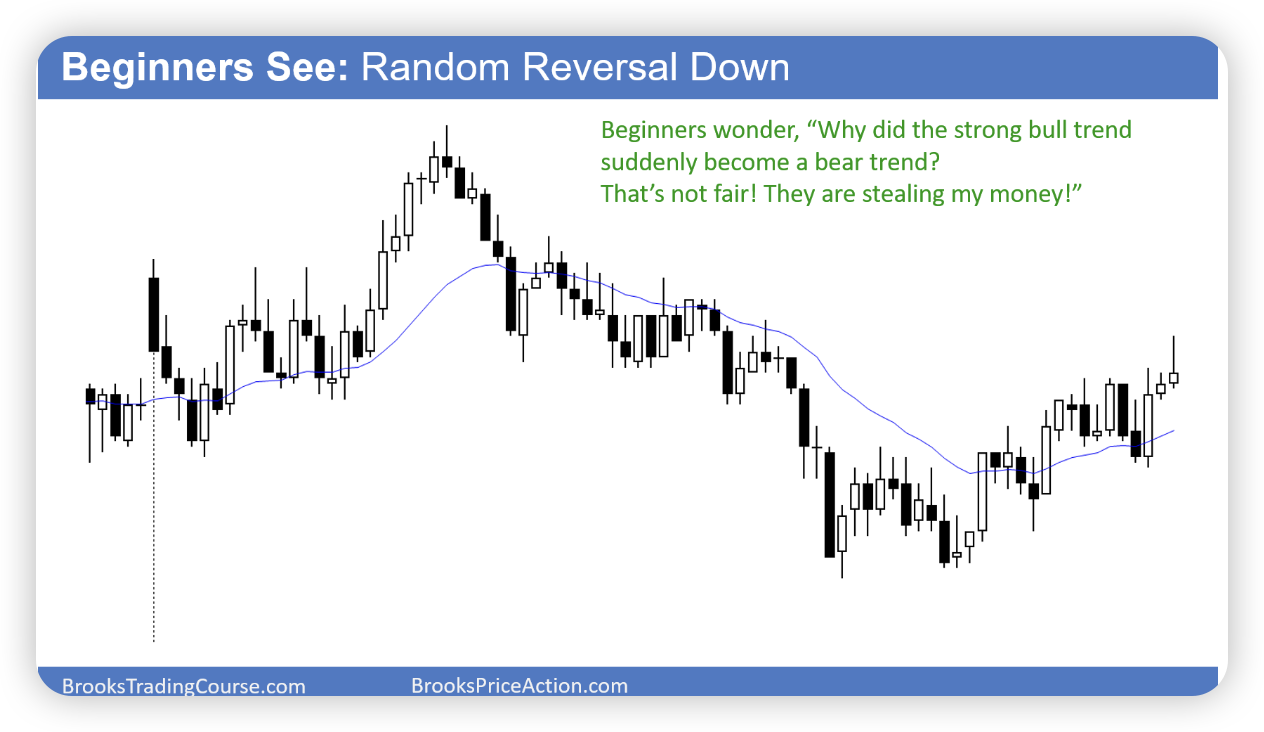 Beginners See: Random Reversal Down
Beginners wonder, “Why did the strong bull trend
suddenly become a bear trend?
That’s not fair! They are stealing my money!”
BrooksTradingCourse.com
BrooksPriceAction.com